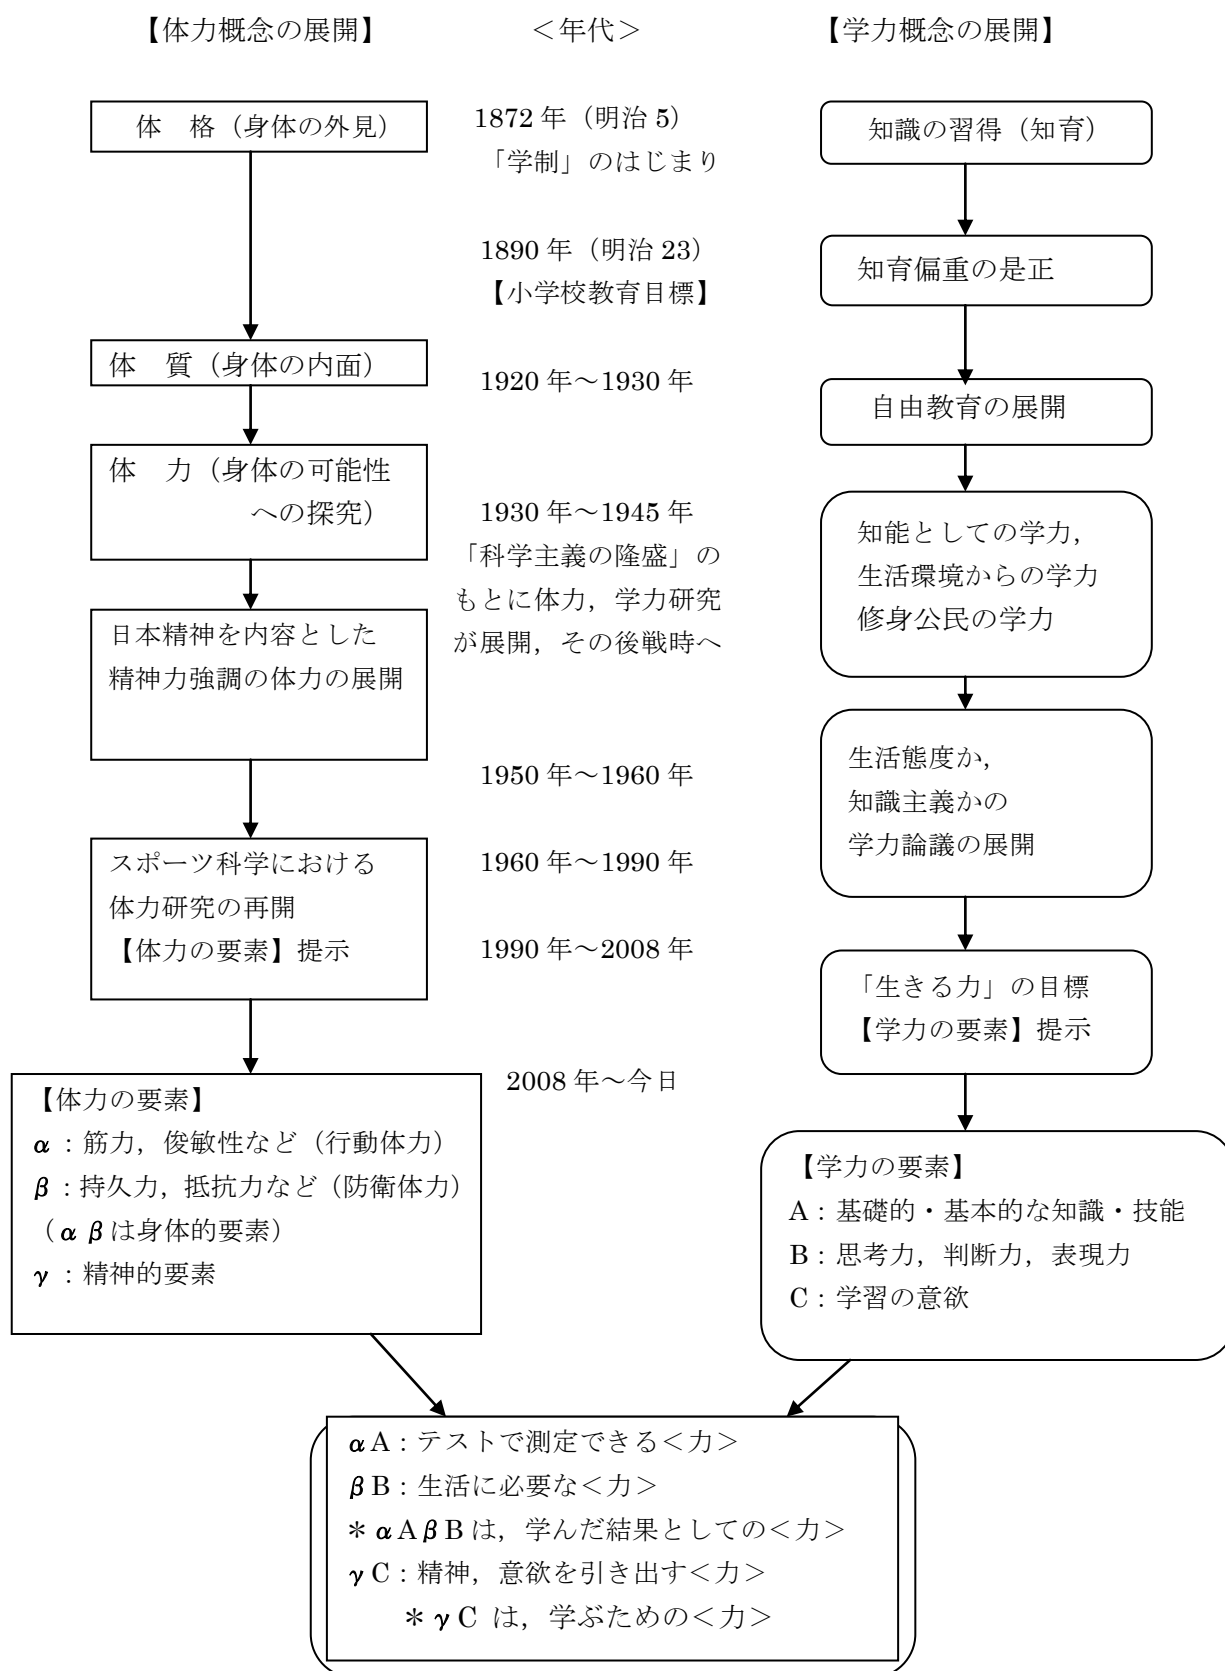 【体力概念の展開】 ＜年代＞ 【学力概念の展開】
体　格（身体の外見）
1872 年（明治 5）
「学制」のはじまり
知識の習得（知育）
1890 年（明治 23）
【小学校教育目標】
知育偏重の是正
体　質（身体の内面）
1920 年～1930 年
自由教育の展開
体　力（身体の可能性
への探究）
1930 年～1945 年
「科学主義の隆盛」の
もとに体力，学力研究
が展開，その後戦時へ
知能としての学力，
生活環境からの学力
修身公民の学力
日本精神を内容とした
精神力強調の体力の展開
1950 年～1960 年
生活態度か，
知識主義かの
学力論議の展開
スポーツ科学における
体力研究の再開
【体力の要素】提示
1960 年～1990 年
1990 年～2008 年
「生きる力」の目標
【学力の要素】提示
2008 年～今日
【体力の要素】
α：筋力，俊敏性など（行動体力）
β：持久力，抵抗力など（防衛体力）
（α βは身体的要素）
γ：精神的要素
【学力の要素】
A：基礎的・基本的な知識・技能
B：思考力，判断力，表現力
C：学習の意欲
αA：テストで測定できる＜力＞
βB：生活に必要な＜力＞
＊αAβB は，学んだ結果としての＜力＞
γC：精神，意欲を引き出す＜力＞
＊γC は，学ぶための＜力＞